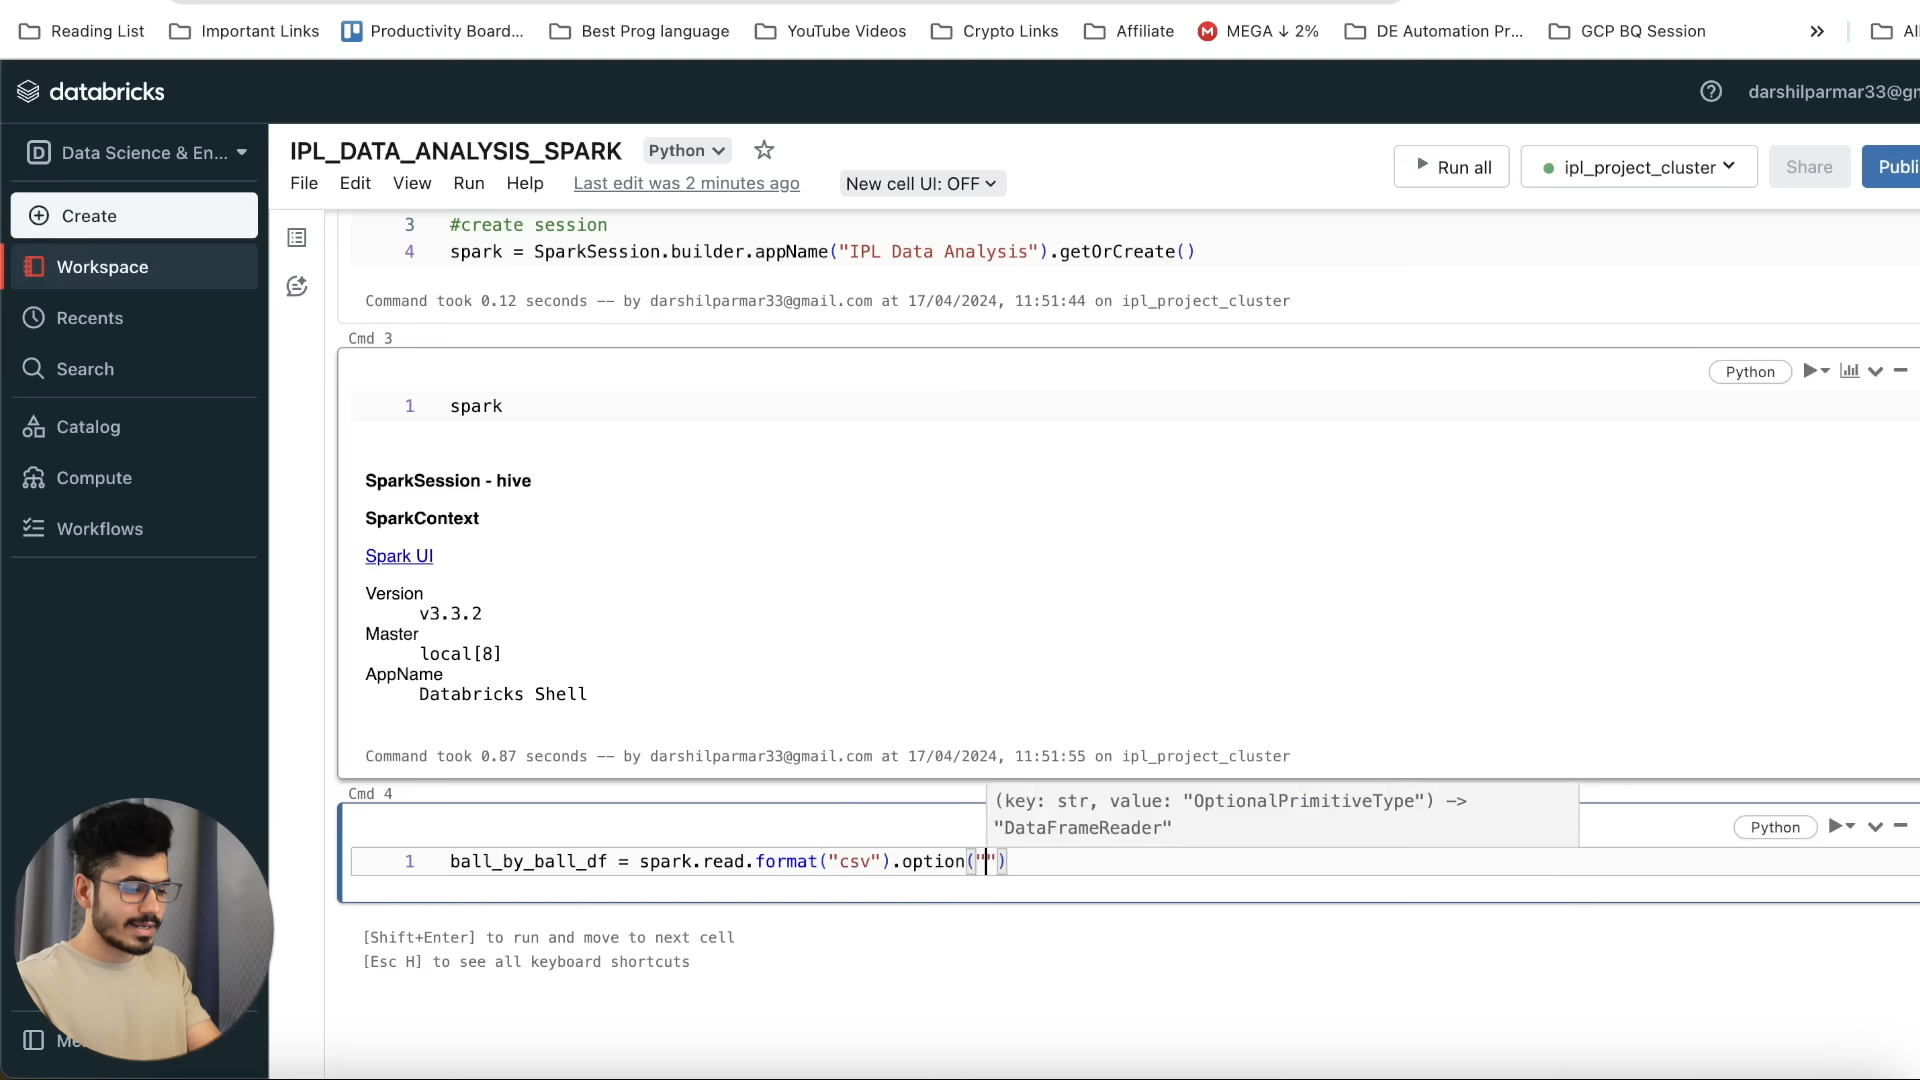 Reading List Important Links Productivity Board... Best Prog language YouTube Videos Crypto Links Affiliate MEGA ↓ 2% DE Automation Pr... GCP BQ Session »
databricks
darshilparmar33@gm
D Data Science & En...
Create
Workspace
Recents
Search
Catalog
Compute
Workflows
IPL_DATA_ANALYSIS_SPARK Python
File Edit View Run Help Last edit was 2 minutes ago New cell UI: OFF
Run all ipl_project_cluster Share
3 #create session
4 spark = SparkSession.builder.appName("IPL Data Analysis").getOrCreate()
Command took 0.12 seconds -- by darshilparmar33@gmail.com at 17/04/2024, 11:51:44 on ipl_project_cluster
Cmd 3
Python
1 spark
SparkSession - hive
SparkContext
Spark UI
Version
v3.3.2
Master
local[8]
AppName
Databricks Shell
Command took 0.87 seconds -- by darshilparmar33@gmail.com at 17/04/2024, 11:51:55 on ipl_project_cluster
Cmd 4
(key: str, value: "OptionalPrimitiveType") ->
"DataFrameReader"
Python
1 ball_by_ball_df = spark.read.format("csv").option("")
[Shift+Enter] to run and move to next cell
[Esc H] to see all keyboard shortcuts